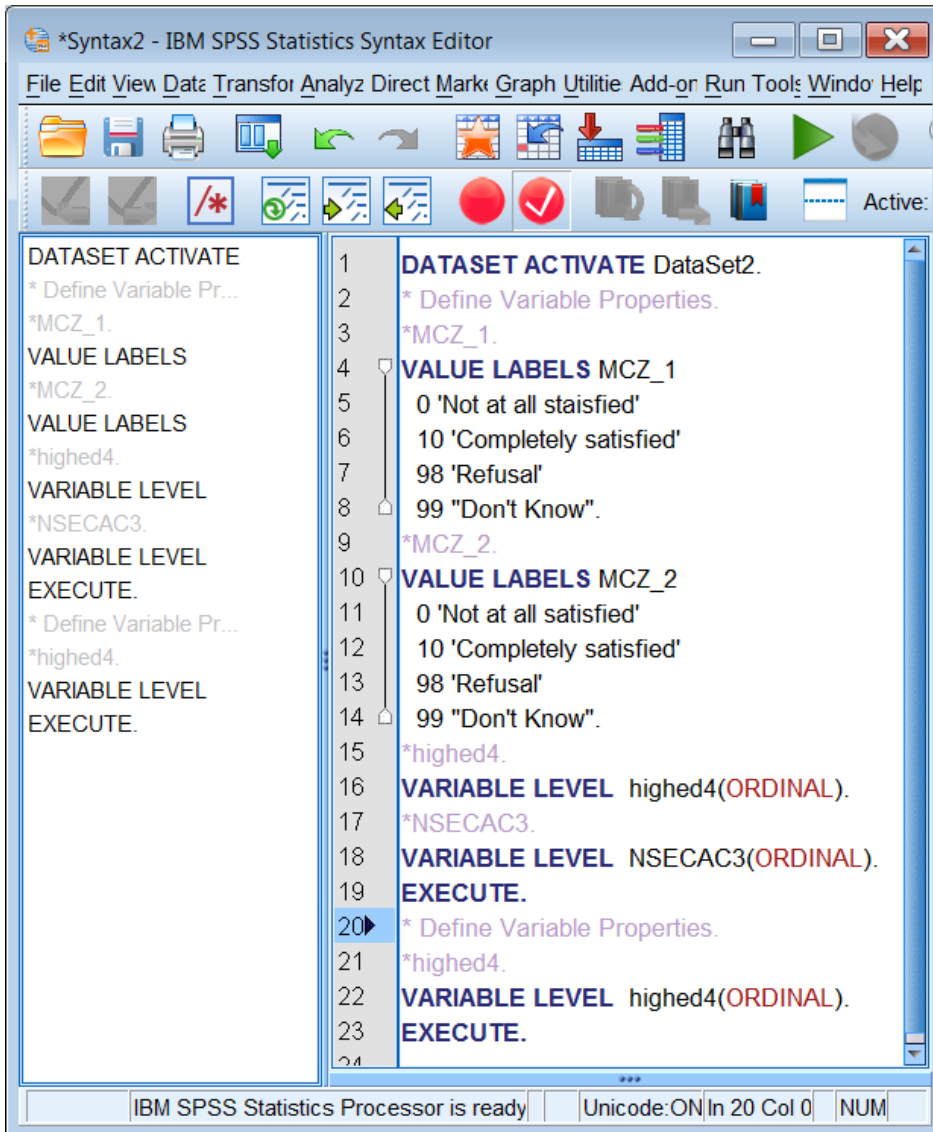 *Syntax2 - IBM SPSS Statistics Syntax Editor
File Edit View Data Transfor Analyz Direct Marke Graph Utilitie Add-on Run Tools Windo Help
/*
Active:
DATASET ACTIVATE
* Define Variable Pr...
*MCZ_1.
VALUE LABELS
*MCZ_2.
VALUE LABELS
*highed4.
VARIABLE LEVEL
*NSECAC3.
VARIABLE LEVEL
EXECUTE.
* Define Variable Pr...
*highed4.
VARIABLE LEVEL
EXECUTE.
1 DATASET ACTIVATE DataSet2.
2 * Define Variable Properties.
3 *MCZ_1.
4 VALUE LABELS MCZ_1
5 0 'Not at all staisfied'
6 10 'Completely satisfied'
7 98 'Refusal'
8 99 "Don't Know".
9 *MCZ_2.
10 VALUE LABELS MCZ_2
11 0 'Not at all satisfied'
12 10 'Completely satisfied'
13 98 'Refusal'
14 99 "Don't Know".
15 *highed4.
16 VARIABLE LEVEL highed4(ORDINAL).
17 *NSECAC3.
18 VARIABLE LEVEL NSECAC3(ORDINAL).
19 EXECUTE.
20 * Define Variable Properties.
21 *highed4.
22 VARIABLE LEVEL highed4(ORDINAL).
23 EXECUTE.
24
IBM SPSS Statistics Processor is ready Unicode:ON In 20 Col 0 NUM